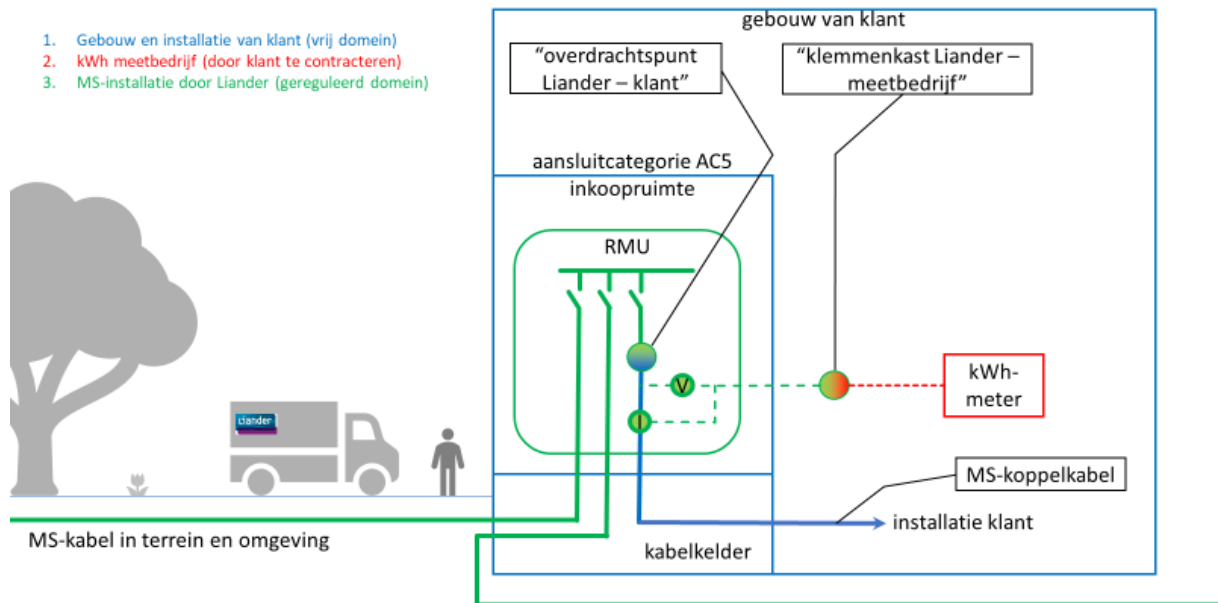 gebouw van klant
1. Gebouw en installatie van klant (vrij domein)
2. kWh meetbedrijf (door klant te contracteren)
3. MS-installatie door Liander (gereguleerd domein)
“overdrachtspunt
Liander – klant”
“klemmenkast Liander –
meetbedrijf”
aansluitcategorie AC5
inkoopruimte
RMU
V
I
kWh-
meter
Liander
MS-koppelkabel
installatie klant
MS-kabel in terrein en omgeving
kabelkelder